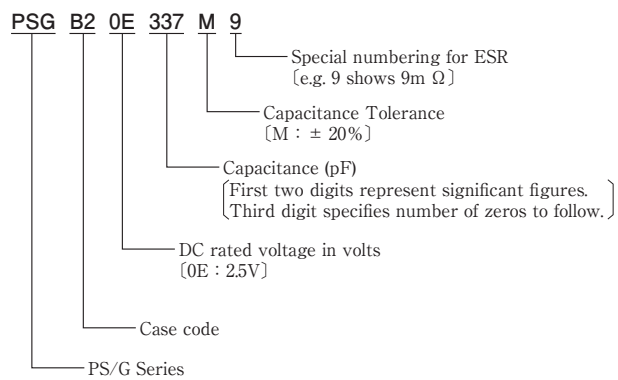 PSG B2 0E 337 M 9
Special numbering for ESR
〔e.g. 9 shows 9m Ω〕
Capacitance Tolerance
〔M : ± 20%〕
Capacitance (pF)
First two digits represent significant figures.
Third digit specifies number of zeros to follow.
DC rated voltage in volts
〔0E : 2.5V〕
Case code
PS/G Series